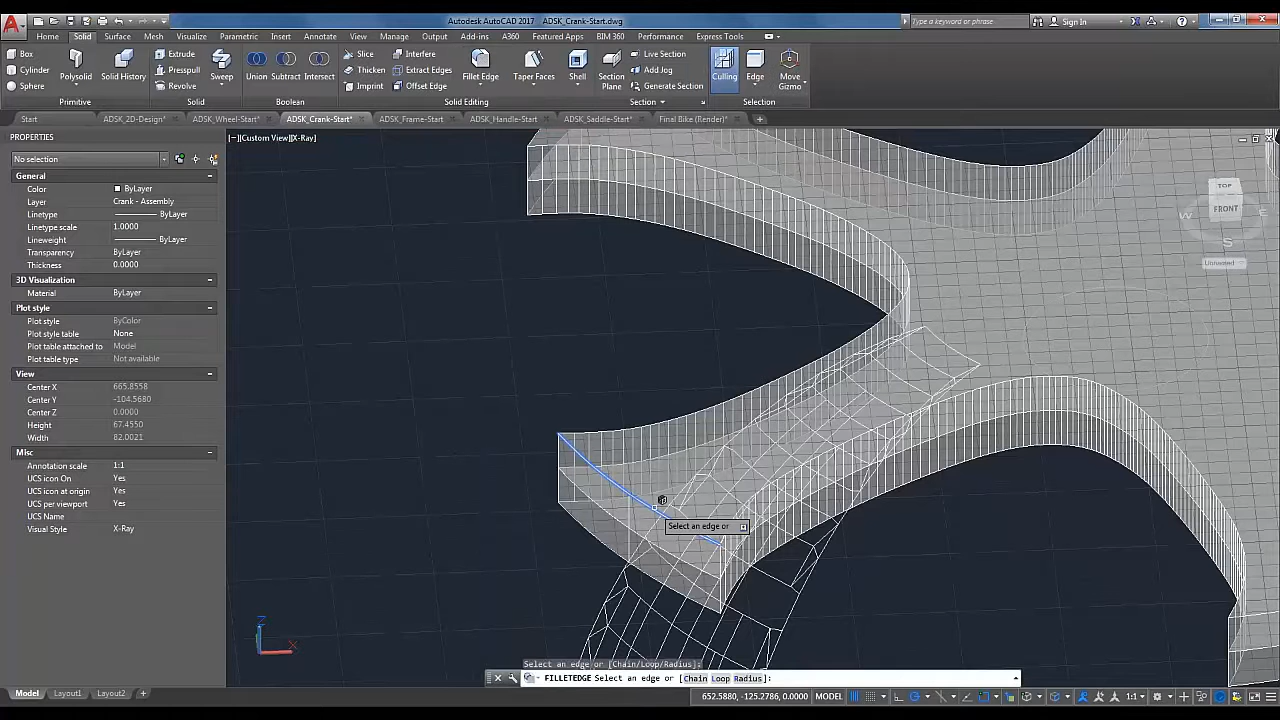 Autodesk AutoCAD 2017 ADSK_Crank-Start.dwg
Type a keyword or phrase
Sign In
Home Solid Surface Mesh Visualize Parametric Insert Annotate View Manage Output Add-ins A360 Featured Apps BIM 360 Performance Express Tools
Box
Cylinder
Sphere
Polysolid
Solid History
Extrude
Presspull
Revolve
Sweep
Union
Subtract
Intersect
Slice
Thicken
Imprint
Interfere
Extract Edges
Offset Edge
Fillet Edge
Taper Faces
Shell
Section
Plane
Live Section
Add Jog
Generate Section
Culling
Edge
Move
Gizmo
Primitive
Solid
Boolean
Solid Editing
Section
Selection
Start ADSK_2D-Design* ADSK_Wheel-Start* ADSK_Crank-Start* ADSK_Frame-Start ADSK_Handle-Start ADSK_Saddle-Start* Final Bike (Render)*
PROPERTIES
[−][Custom View][X-Ray]
No selection
General
Color ByLayer
Layer Crank - Assembly
Linetype ByLayer
Linetype scale 1.0000
Lineweight ByLayer
Transparency ByLayer
Thickness 0.0000
3D Visualization
Material ByLayer
Plot style
Plot style ByColor
Plot style table None
Plot table attached to Model
Plot table type Not available
View
Center X 665.8558
Center Y -104.5680
Center Z 0.0000
Height 67.4550
Width 82.0021
Misc
Annotation scale 1:1
UCS icon On Yes
UCS icon at origin Yes
UCS per viewport Yes
UCS Name
Visual Style X-Ray
TOP
FRONT
W
S
Unnamed
Select an edge or
Z
X
Select an edge or [Chain/Loop/Radius]:
FILLETEDGE Select an edge or [Chain Loop Radius]:
Model Layout1 Layout2
652.5880, -125.2786, 0.0000 MODEL
1:1